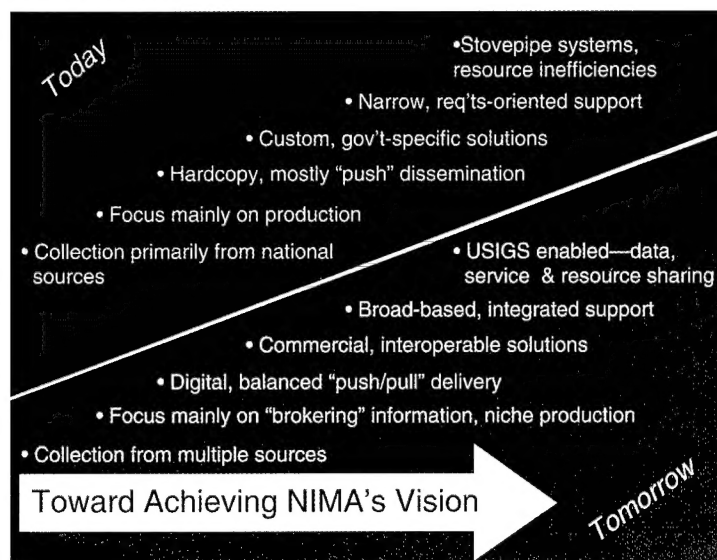 Today
•Stovepipe systems,
resource inefficiencies
• Narrow, req'ts-oriented support
• Custom, gov't-specific solutions
• Hardcopy, mostly “push” dissemination
• Focus mainly on production
• Collection primarily from national
sources
• USIGS enabled—data,
service & resource sharing
• Broad-based, integrated support
• Commercial, interoperable solutions
• Digital, balanced “push/pull” delivery
• Focus mainly on “brokering” information, niche production
• Collection from multiple sources
Toward Achieving NIMA's Vision
Tomorrow